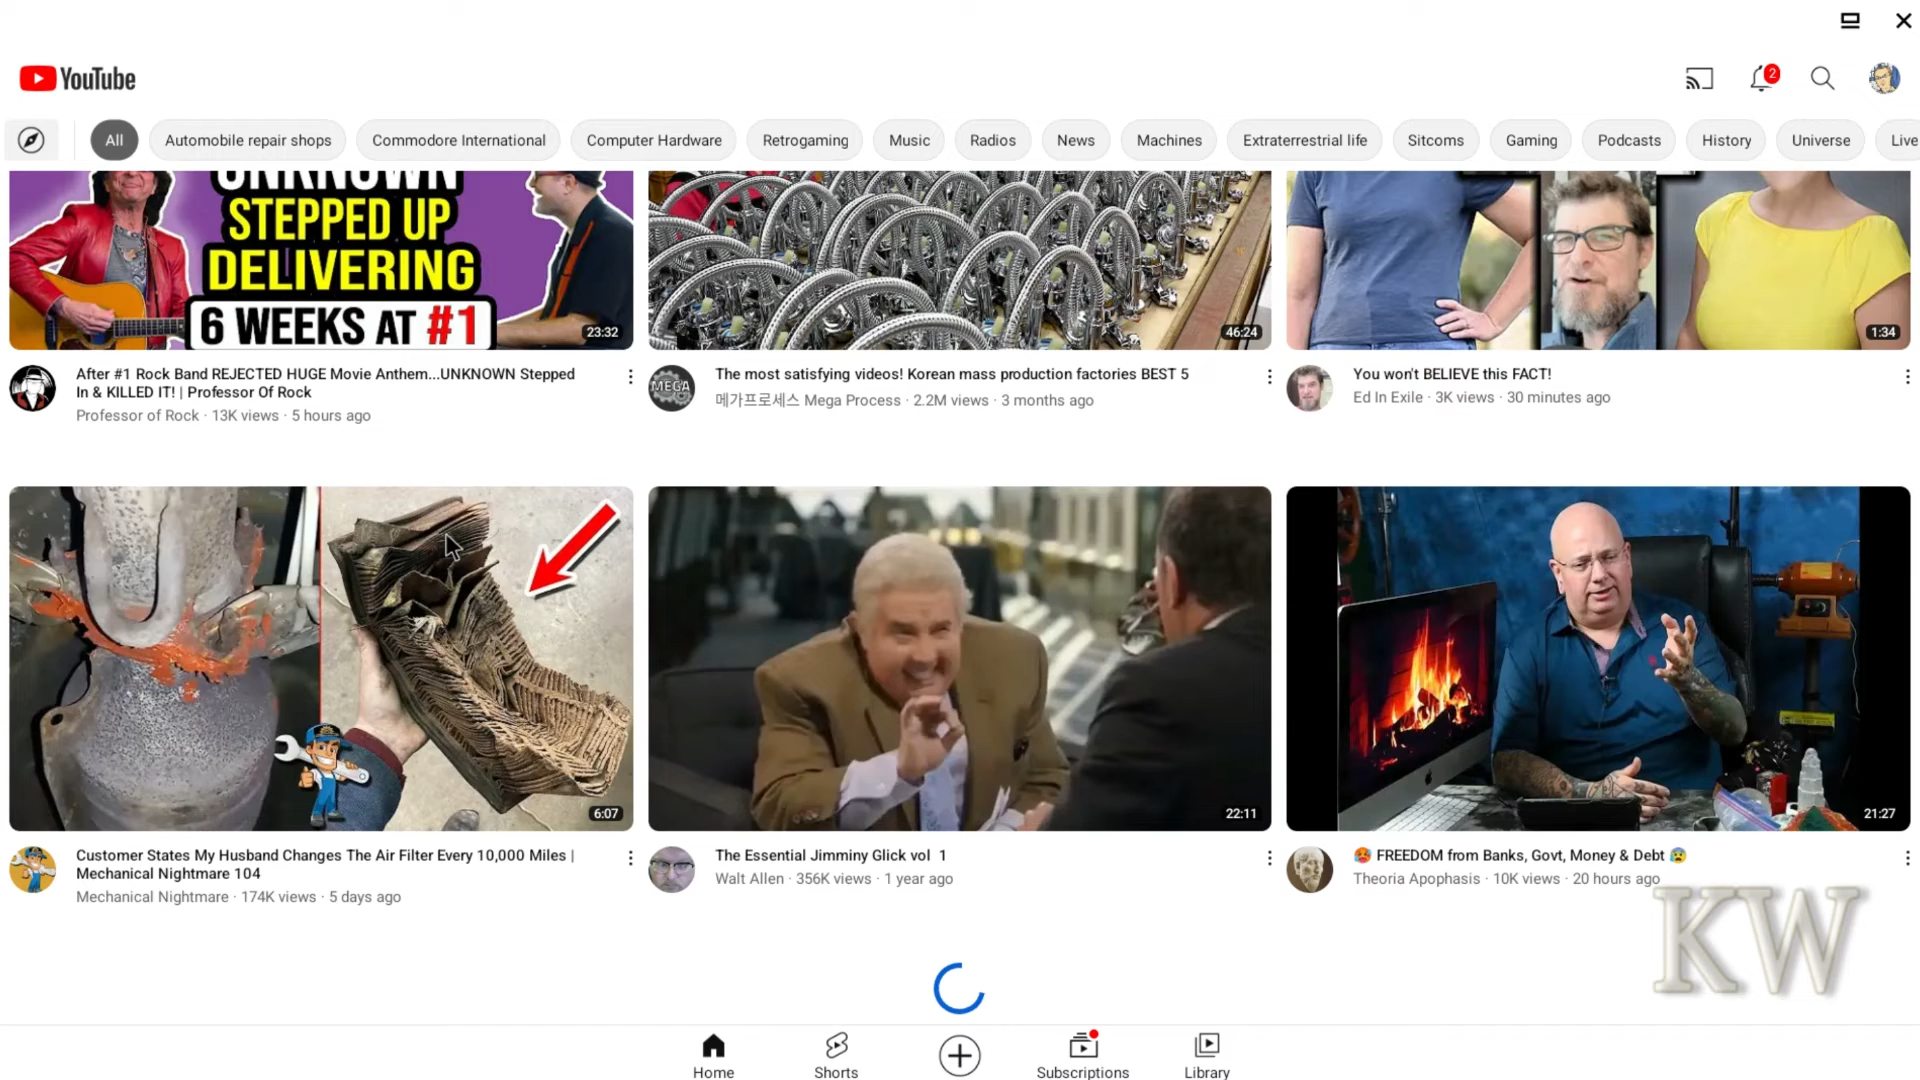 YouTube
2
All
Automobile repair shops
Commodore International
Computer Hardware
Retrogaming
Music
Radios
News
Machines
Extraterrestrial life
Sitcoms
Gaming
Podcasts
History
Universe
Live
UNKNOWN
STEPPED UP
DELIVERING
6 WEEKS AT #1
23:32
46:24
1:34
After #1 Rock Band REJECTED HUGE Movie Anthem...UNKNOWN Stepped
In & KILLED IT! | Professor Of Rock
Professor of Rock · 13K views · 5 hours ago
MEGA
The most satisfying videos! Korean mass production factories BEST 5
메가프로세스 Mega Process · 2.2M views · 3 months ago
You won't BELIEVE this FACT!
Ed In Exile · 3K views · 30 minutes ago
6:07
22:11
21:27
Customer States My Husband Changes The Air Filter Every 10,000 Miles |
Mechanical Nightmare 104
Mechanical Nightmare · 174K views · 5 days ago
The Essential Jimminy Glick vol 1
Walt Allen · 356K views · 1 year ago
🥵 FREEDOM from Banks, Govt, Money & Debt 😰
Theoria Apophasis · 10K views · 20 hours ago
KW
Home
Shorts
Subscriptions
Library